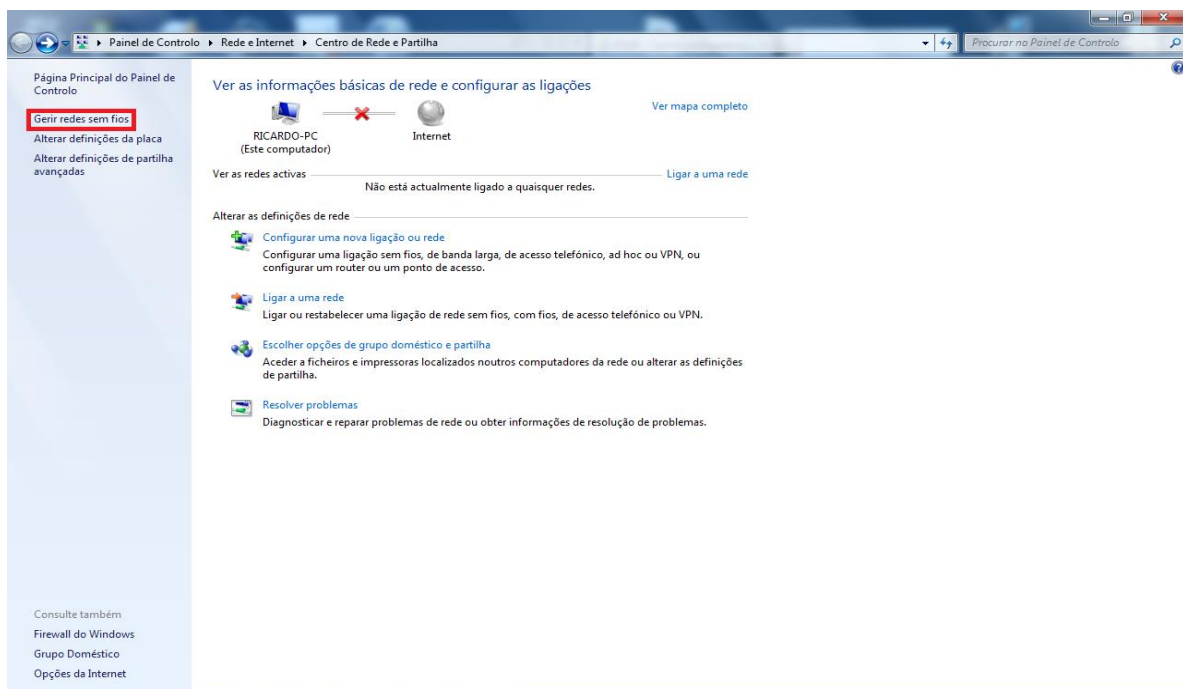 Painel de Controlo ▸ Rede e Internet ▸ Centro de Rede e Partilha
Procurar no Painel de Controlo
Página Principal do Painel de
Controlo
Gerir redes sem fios
Alterar definições da placa
Alterar definições de partilha
avançadas
Ver as informações básicas de rede e configurar as ligações
Ver mapa completo
RICARDO-PC
(Este computador)
Internet
Ver as redes activas
Ligar a uma rede
Não está actualmente ligado a quaisquer redes.
Alterar as definições de rede
Configurar uma nova ligação ou rede
Configurar uma ligação sem fios, de banda larga, de acesso telefónico, ad hoc ou VPN, ou
configurar um router ou um ponto de acesso.
Ligar a uma rede
Ligar ou restabelecer uma ligação de rede sem fios, com fios, de acesso telefónico ou VPN.
Escolher opções de grupo doméstico e partilha
Aceder a ficheiros e impressoras localizados noutros computadores da rede ou alterar as definições
de partilha.
Resolver problemas
Diagnosticar e reparar problemas de rede ou obter informações de resolução de problemas.
Consulte também
Firewall do Windows
Grupo Doméstico
Opções da Internet